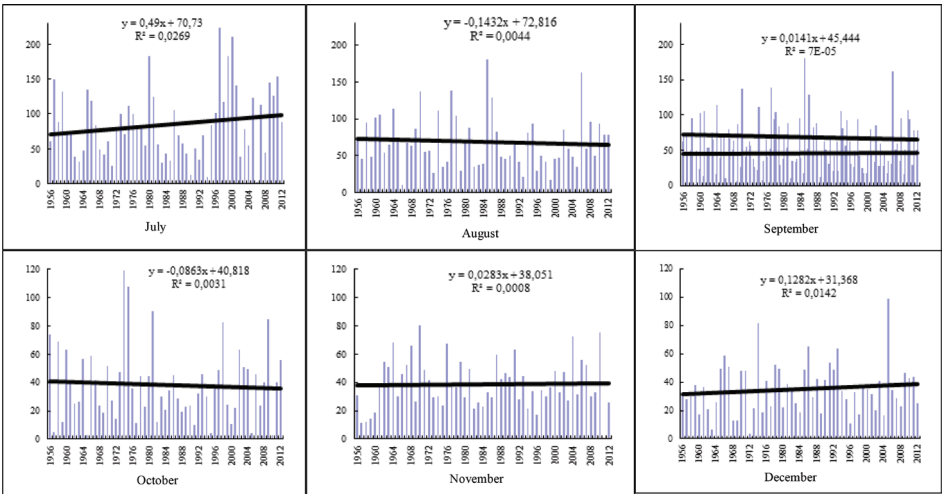 y = 0,49x + 70,73
R² = 0,0269
200
150
100
50
0
1956 1960 1964 1968 1972 1976 1980 1984 1988 1992 1996 2000 2004 2008 2012
July
y = -0,1432x + 72,816
R² = 0,0044
200
150
100
50
0
1956 1960 1964 1968 1972 1976 1980 1984 1988 1992 1996 2000 2004 2008 2012
August
y = 0,0141x + 45,444
R² = 7E-05
200
150
100
50
0
1956 1960 1964 1968 1972 1976 1980 1984 1988 1992 1996 2000 2004 2008 2012
September
y = -0,0863x + 40,818
R² = 0,0031
120
100
80
60
40
20
0
1956 1960 1964 1968 1972 1976 1980 1984 1988 1992 1996 2000 2004 2008 2012
October
y = 0,0283x + 38,051
R² = 0,0008
120
100
80
60
40
20
0
1956 1960 1964 1968 1972 1976 1980 1984 1988 1992 1996 2000 2004 2008 2012
November
y = 0,1282x + 31,368
R² = 0,0142
120
100
80
60
40
20
0
1956 1960 1964 1968 1972 1976 1980 1984 1988 1992 1996 2000 2004 2008 2012
December